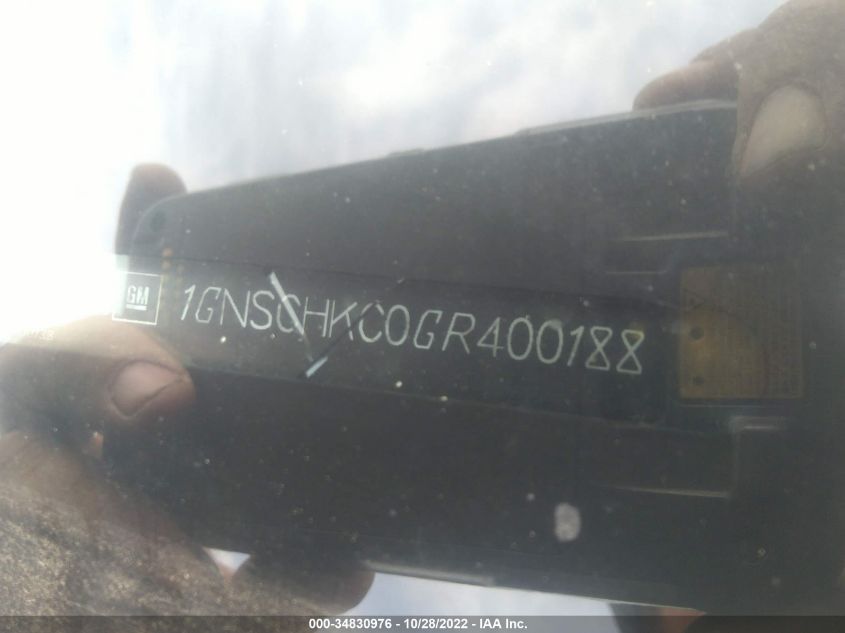 GM
1GNSCHKC0GR400188
000-34830976 - 10/28/2022 - IAA Inc.